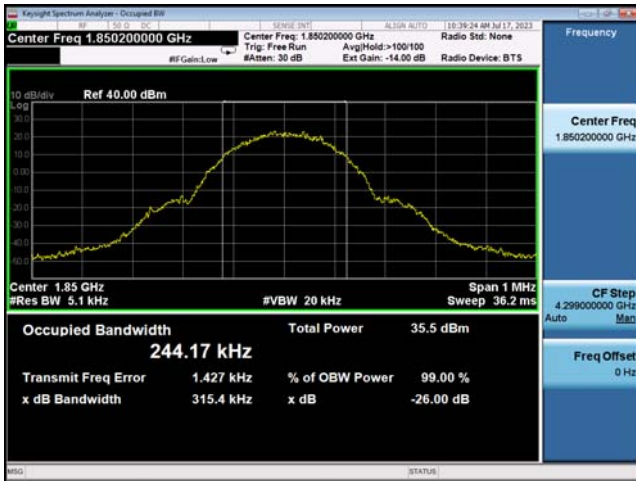 Keysight Spectrum Analyzer - Occupied BW
RF 50 Ω DC SENSE:INT ALIGN AUTO 10:39:24 AM Jul 17, 2023
Center Freq 1.850200000 GHz Center Freq: 1.850200000 GHz Radio Std: None
Trig: Free Run Avg|Hold:>100/100
#IFGain:Low #Atten: 30 dB Ext Gain: -14.00 dB Radio Device: BTS
10 dB/div Ref 40.00 dBm
Log
30.0
20.0
10.0
0.00
-10.0
-20.0
-30.0
-40.0
-50.0
Center 1.85 GHz Span 1 MHz
#Res BW 5.1 kHz #VBW 20 kHz Sweep 36.2 ms
Occupied Bandwidth Total Power 35.5 dBm
244.17 kHz
Transmit Freq Error 1.427 kHz % of OBW Power 99.00 %
x dB Bandwidth 315.4 kHz x dB -26.00 dB
MSG STATUS
Frequency
Center Freq
1.850200000 GHz
CF Step
4.299000000 GHz
Auto Man
Freq Offset
0 Hz